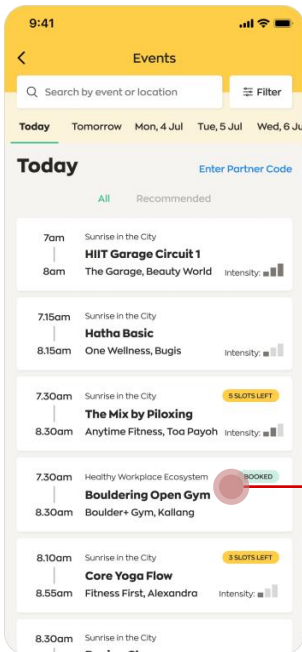 9:41
Events
Search by event or location
Filter
Today Tomorrow Mon, 4 Jul Tue, 5 Jul Wed, 6
Today
Enter Partner Code
All Recommended
7am Sunrise in the City
HIIT Garage Circuit 1
8am The Garage, Beauty World Intensity:
7.15am Sunrise in the City
Hatha Basic
8.15am One Wellness, Bugis Intensity:
7.30am Sunrise in the City 5 SLOTS LEFT
The Mix by Piloxing
8.30am Anytime Fitness, Toa Payoh Intensity:
7.30am Healthy Workplace Ecosystem BOOKED
Bouldering Open Gym
8.30am Boulder+ Gym, Kallang
8.10am Sunrise in the City 3 SLOTS LEFT
Core Yoga Flow
8.55am Fitness First, Alexandra Intensity:
8.30am Sunrise in the City